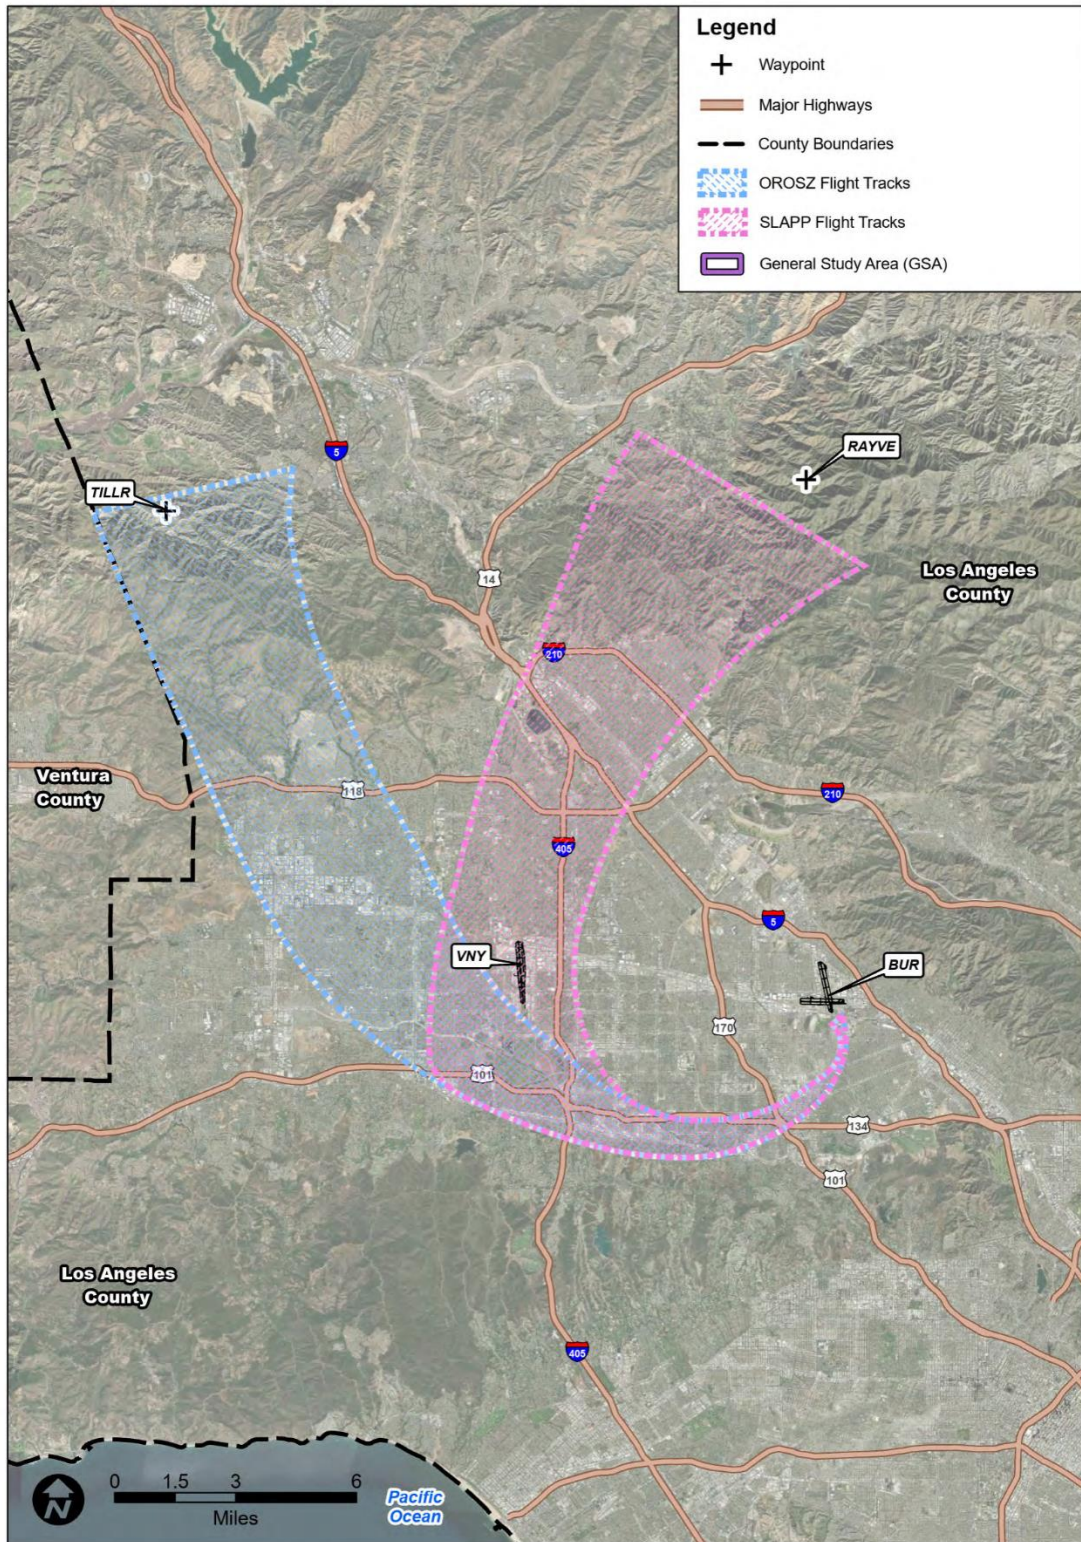 Legend
Waypoint
Major Highways
County Boundaries
OROSZ Flight Tracks
SLAPP Flight Tracks
General Study Area (GSA)
RAYVE
5
TILLR
14
Los Angeles
County
210
Ventura
County
118
210
405
5
VNY
BUR
170
101
134
101
Los Angeles
County
405
N
0 1.5 3 6
Miles
Pacific
Ocean